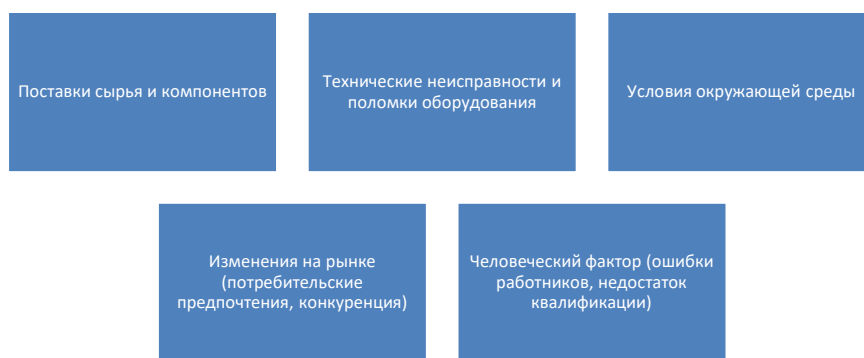 Поставки сырья и компонентов
Технические неисправности и
поломки оборудования
Условия окружающей среды
Изменения на рынке
(потребительские
предпочтения, конкуренция)
Человеческий фактор (ошибки
работников, недостаток
квалификации)